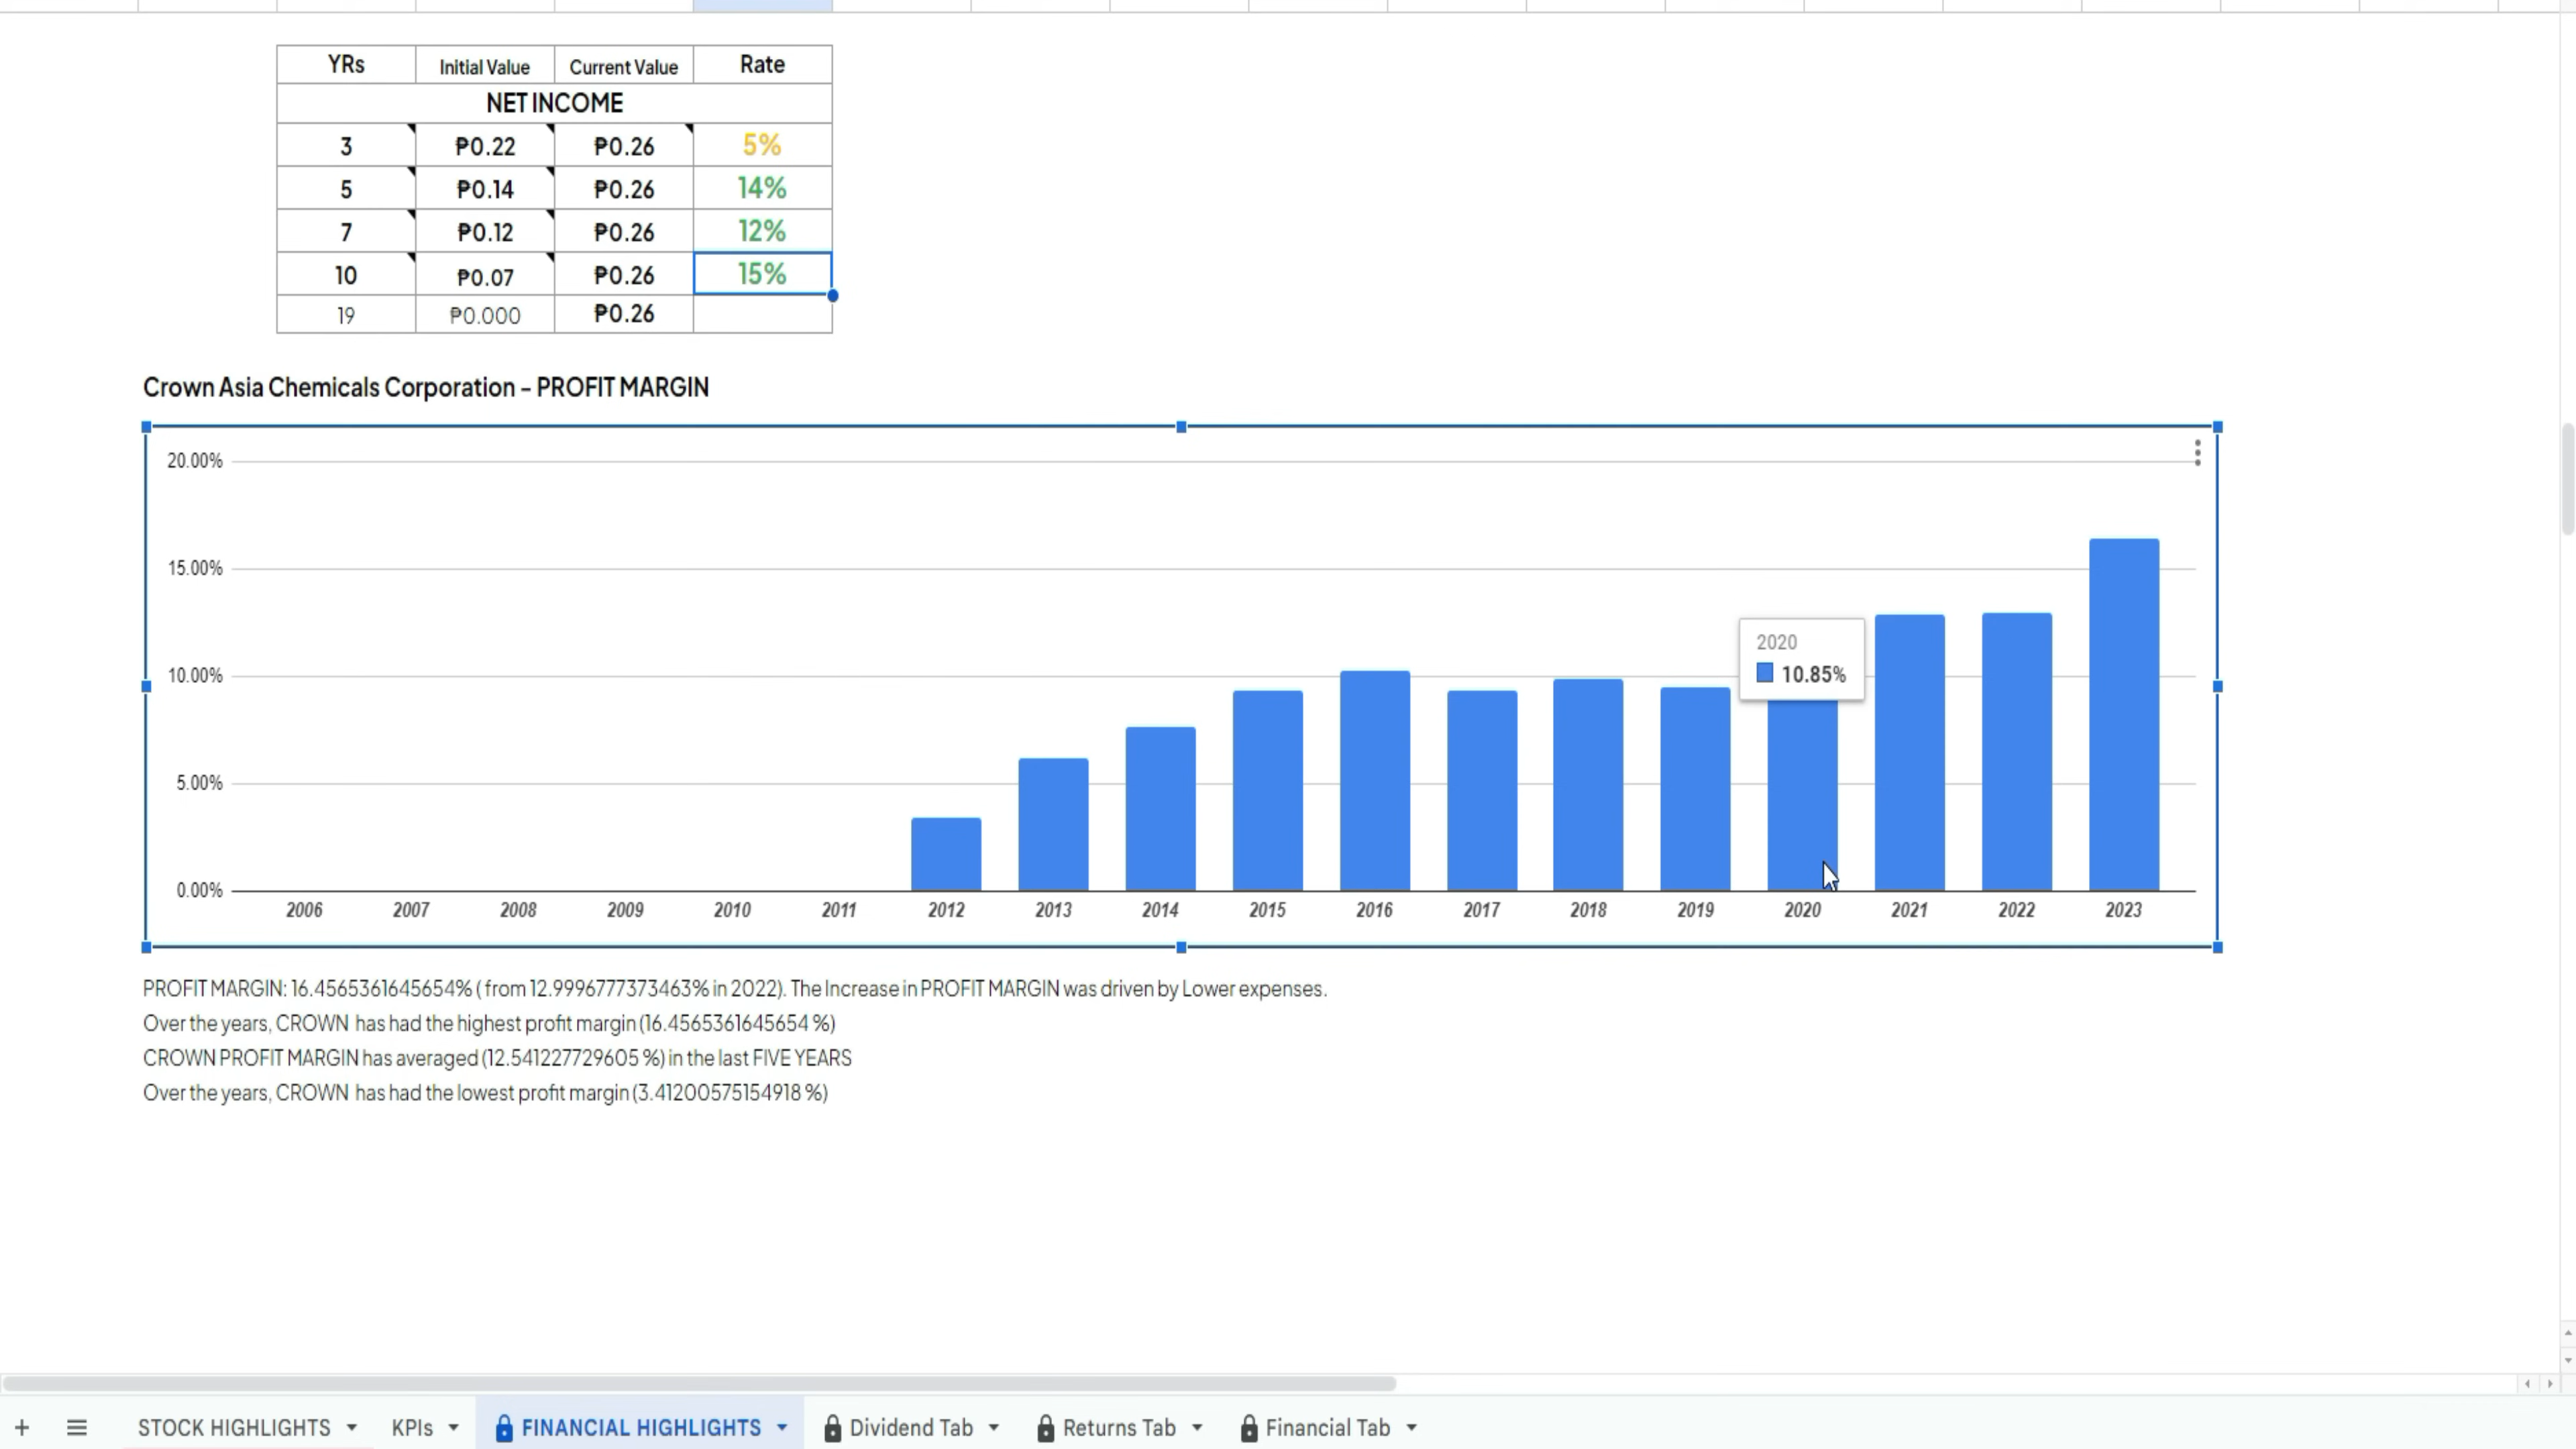 YRs Initial Value Current Value Rate
NET INCOME
3 ₱0.22 ₱0.26 5%
5 ₱0.14 ₱0.26 14%
7 ₱0.12 ₱0.26 12%
10 ₱0.07 ₱0.26 15%
19 ₱0.000 ₱0.26
Crown Asia Chemicals Corporation – PROFIT MARGIN
20.00%
15.00%
10.00%
5.00%
0.00%
2020
10.85%
2006 2007 2008 2009 2010 2011 2012 2013 2014 2015 2016 2017 2018 2019 2020 2021 2022 2023
PROFIT MARGIN: 16.4565361645654% ( from 12.9996777373463% in 2022). The Increase in PROFIT MARGIN was driven by Lower expenses.
Over the years, CROWN has had the highest profit margin (16.4565361645654 %)
CROWN PROFIT MARGIN has averaged (12.541227729605 %) in the last FIVE YEARS
Over the years, CROWN has had the lowest profit margin (3.41200575154918 %)
STOCK HIGHLIGHTS KPIs FINANCIAL HIGHLIGHTS Dividend Tab Returns Tab Financial Tab